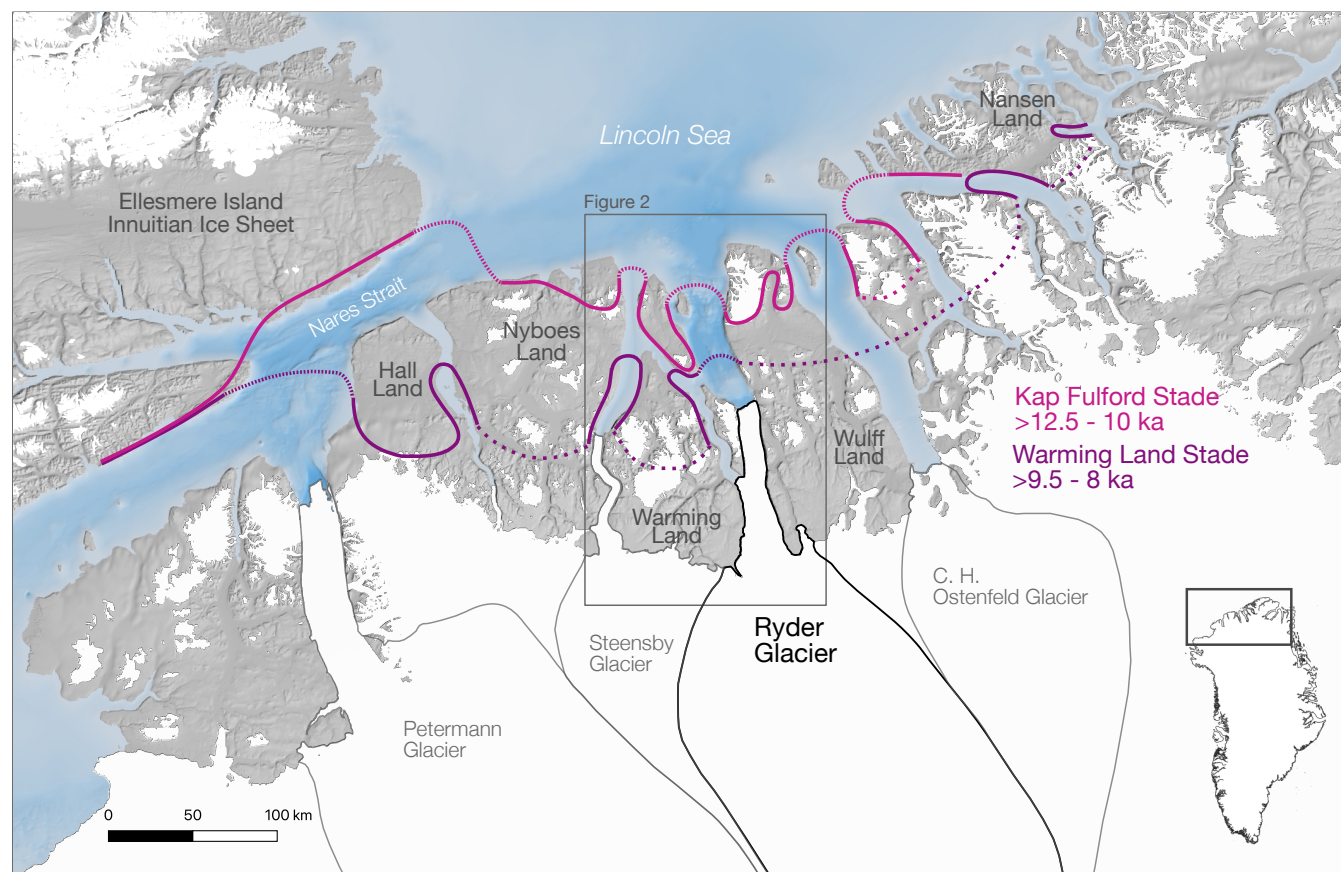 Nansen
Land
Lincoln Sea
Ellesmere Island
Innuitian Ice Sheet
Figure 2
Nares Strait
Nyboes
Land
Hall
Land
Kap Fulford Stade
>12.5 - 10 ka
Warming Land Stade
>9.5 - 8 ka
Wulff
Land
Warming
Land
C. H.
Ostenfeld Glacier
Ryder
Glacier
Steensby
Glacier
Petermann
Glacier
0 50 100 km